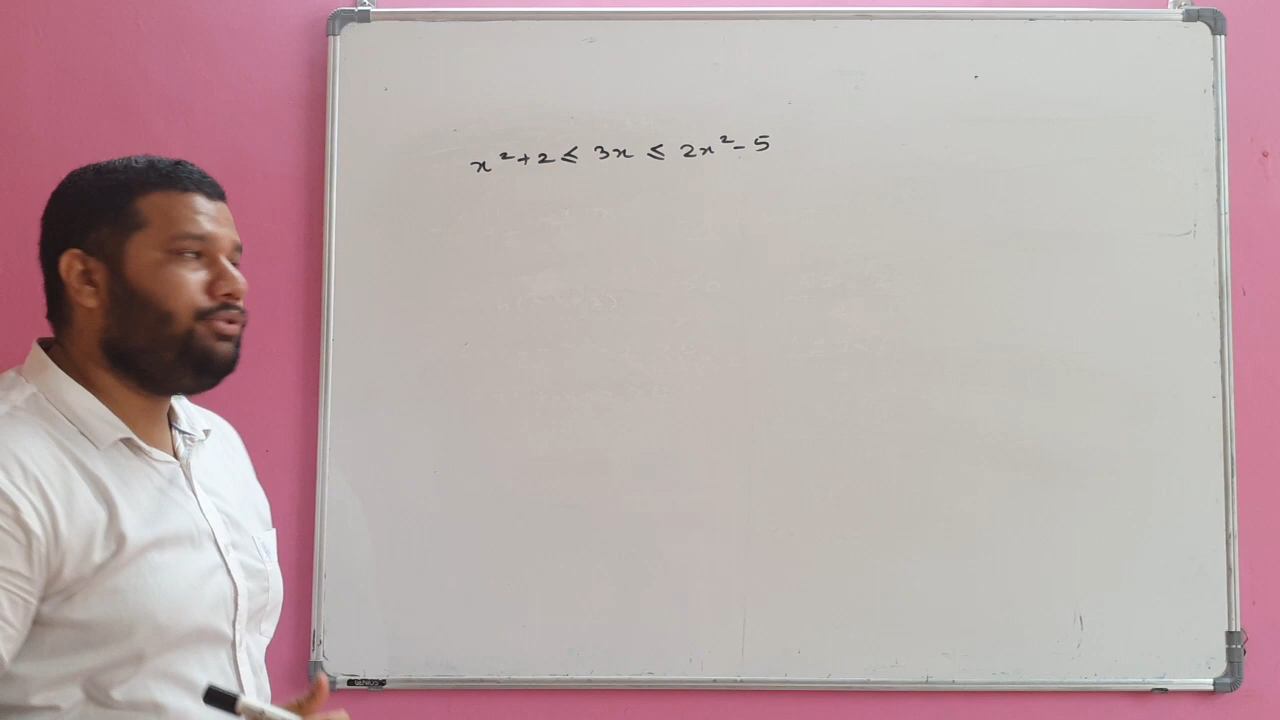 x² + 2 ≤ 3x ≤ 2x² - 5